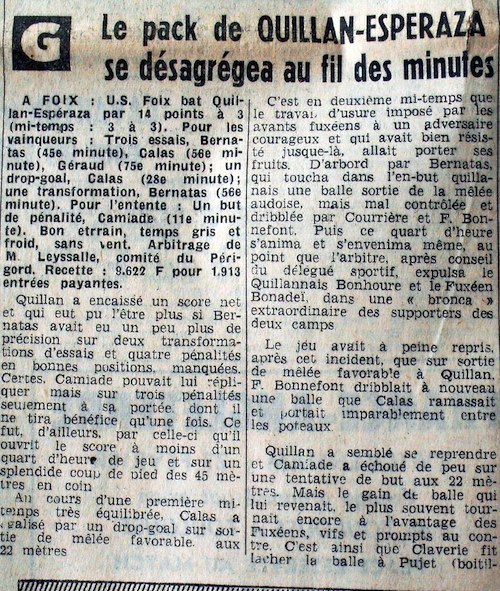 G
Le pack de QUILLAN-ESPERAZA
se désagrégea au fil des minutes
A FOIX : U.S. Foix bat Quil-
lan-Espéraza par 14 points à 3
(mi-temps : 3 à 3). Pour les
vainqueurs : Trois essais, Bernatas
(45e minute), Calas (56e mi-
nute), Géraud (75e minute); un
drop-goal, Calas (28e minute);
une transformation, Bernatas (56e
minute). Pour l'entente : Un but
de pénalité, Camiade (11e minu-
te). Bon etrrain, temps gris et
froid, sans vent. Arbitrage de
M. Leyssalle, comité du Péri-
gord. Recette : 9.622 F pour 1.913
entrées payantes.
Quillan a encaissé un score net
et qui eut pu l'être plus si Ber-
natas avait eu un peu plus de
précision sur deux transforma-
tions d'essais et quatre pénalités
en bonnes positions, manquées.
Certes, Camiade pouvait lui répli-
quer mais sur trois pénalités
seulement à sa portée, dont il
ne tira bénéfice qu'une fois. Ce
fut, d'ailleurs, par celle-ci qu'il
ouvrit le score à moins d'un
quart d'heure de jeu et sur un
splendide coup de pied des 45 mè-
tres en coin
Au cours d'une première mi-
temps très équilibrée, Calas a
égalisé par un drop-goal sur sor-
tie de mêlée favorable, aux
22 mètres
C'est en deuxième mi-temps que
le travail d'usure imposé par les
avants fuxéens à un adversaire
courageux et qui avait bien résis-
té jusque-là, allait porter ses
fruits. D'abord par Bernatas,
qui toucha dans l'en-but quilla-
nais une balle sortie de la mêlée
audoise, mais mal contrôlée et
dribblée par Courrière et F. Bon-
nefont. Puis ce quart d'heure
s'anima et s'envenima même, au
point que l'arbitre, après conseil
du délégué sportif, expulsa le
Quillannais Bonhoure et le Fuxéen
Bonadeï, dans une « bronca »
extraordinaire des supporters des
deux camps
Le jeu avait à peine repris,
après cet incident, que sur sortie
de mêlée favorable à Quillan,
F. Bonnefont dribblait à nouveau
une balle que Calas ramassait
et portait imparablement entre
les poteaux.
Quillan a semblé se reprendre
et Camiade a échoué de peu sur
une tentative de but aux 22 mè-
tres. Mais le gain de balle qui
lui revenait, le plus souvent tour-
nait encore à l'avantage des
Fuxéens, vifs et prompts au con-
tre. C'est ainsi que Claverie fit
lâcher la balle à Pujet (boitil-